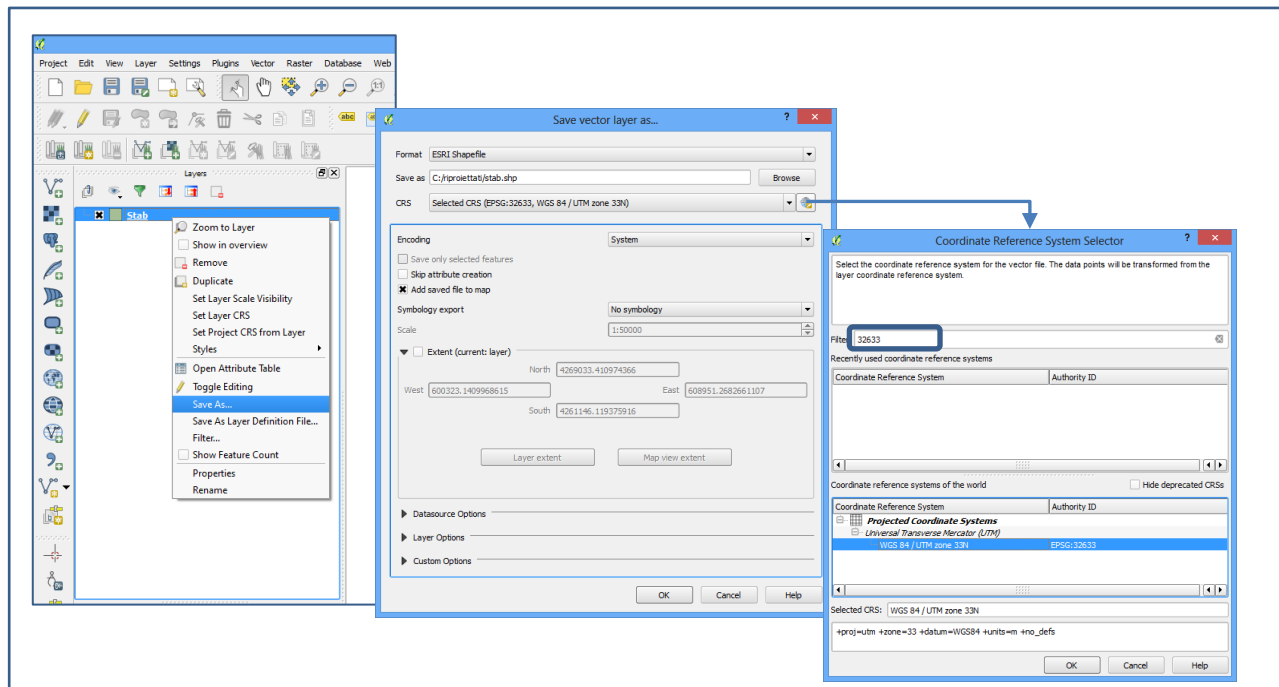 Project Edit View Layer Settings Plugins Vector Raster Database Web
abc
Layers
Stab
Zoom to Layer
Show in overview
Remove
Duplicate
Set Layer Scale Visibility
Set Layer CRS
Set Project CRS from Layer
Styles
Open Attribute Table
Toggle Editing
Save As...
Save As Layer Definition File...
Filter...
Show Feature Count
Properties
Rename
Save vector layer as...
Format ESRI Shapefile
Save as C:/riproiettati/stab.shp Browse
CRS Selected CRS (EPSG:32633, WGS 84 / UTM zone 33N)
Encoding System
Save only selected features
Skip attribute creation
Add saved file to map
Symbology export No symbology
Scale 1:50000
Extent (current: layer)
North 4269033.410974366
West 600323.1409968615 East 608951.2682661107
South 4261146.119375916
Layer extent Map view extent
Datasource Options
Layer Options
Custom Options
OK Cancel Help
Coordinate Reference System Selector
Select the coordinate reference system for the vector file. The data points will be transformed from the
layer coordinate reference system.
Filter 32633
Recently used coordinate reference systems
Coordinate Reference System Authority ID
Coordinate reference systems of the world Hide deprecated CRSs
Coordinate Reference System Authority ID
Projected Coordinate Systems
Universal Transverse Mercator (UTM)
WGS 84 / UTM zone 33N EPSG:32633
Selected CRS: WGS 84 / UTM zone 33N
+proj=utm +zone=33 +datum=WGS84 +units=m +no_defs
OK Cancel Help